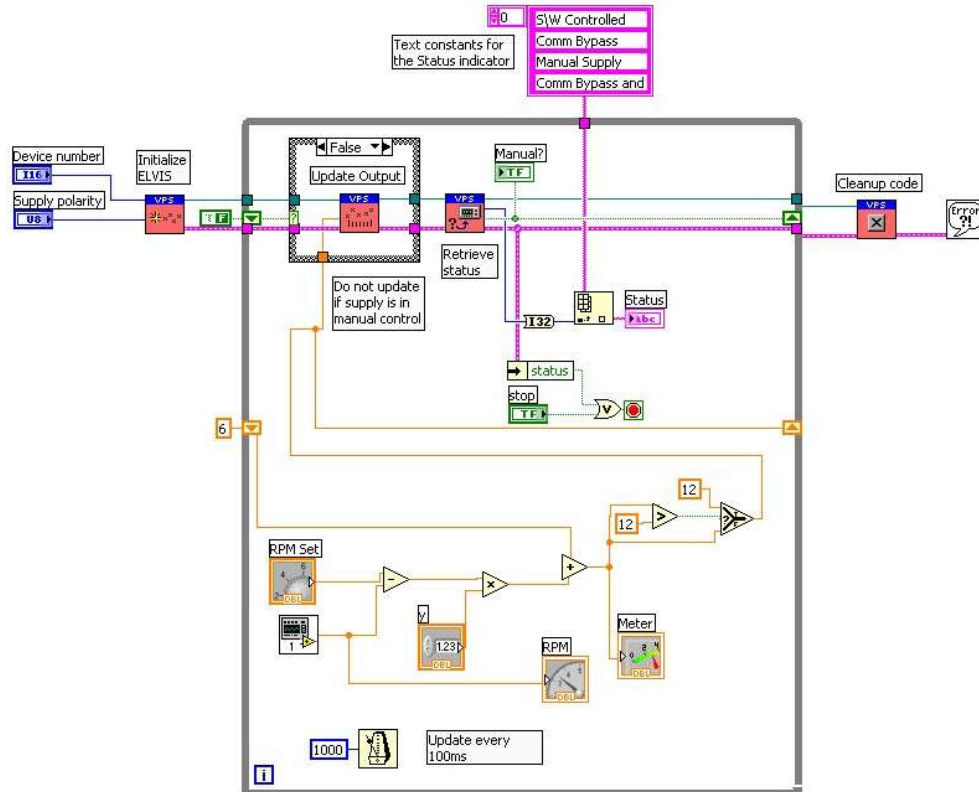 0
S\W Controlled
Comm Bypass
Manual Supply
Comm Bypass and
Text constants for
the Status indicator
Device number
I16
Supply polarity
U8
Initialize
ELVIS
VPS
T F
False
Update Output
VPS
?
VPS
Retrieve
status
Manual?
TF
Cleanup code
VPS
Error
?!
Do not update
if supply is in
manual control
I32
Status
abc
status
stop
TF
V
6
12
12
>
?
T
F
RPM Set
DBL
-
x
+
1
y
1.23
DBL
RPM
DBL
Meter
DBL
1000
Update every
100ms
i